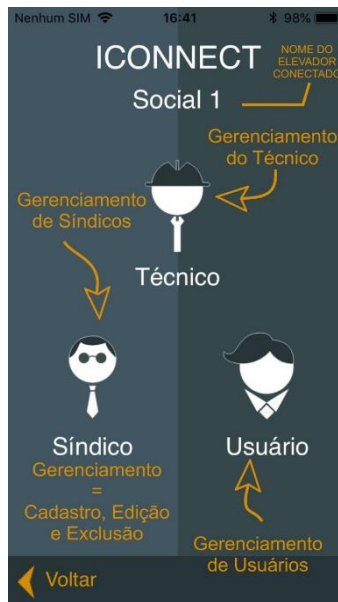 Nenhum SIM 16:41 98%
ICONNECT
NOME DO
ELEVADOR
CONECTADO
Social 1
Gerenciamento
do Técnico
Gerenciamento
de Síndicos
Técnico
Síndico
Usuário
Gerenciamento
=
Cadastro, Edição
e Exclusão
Gerenciamento
de Usuários
Voltar